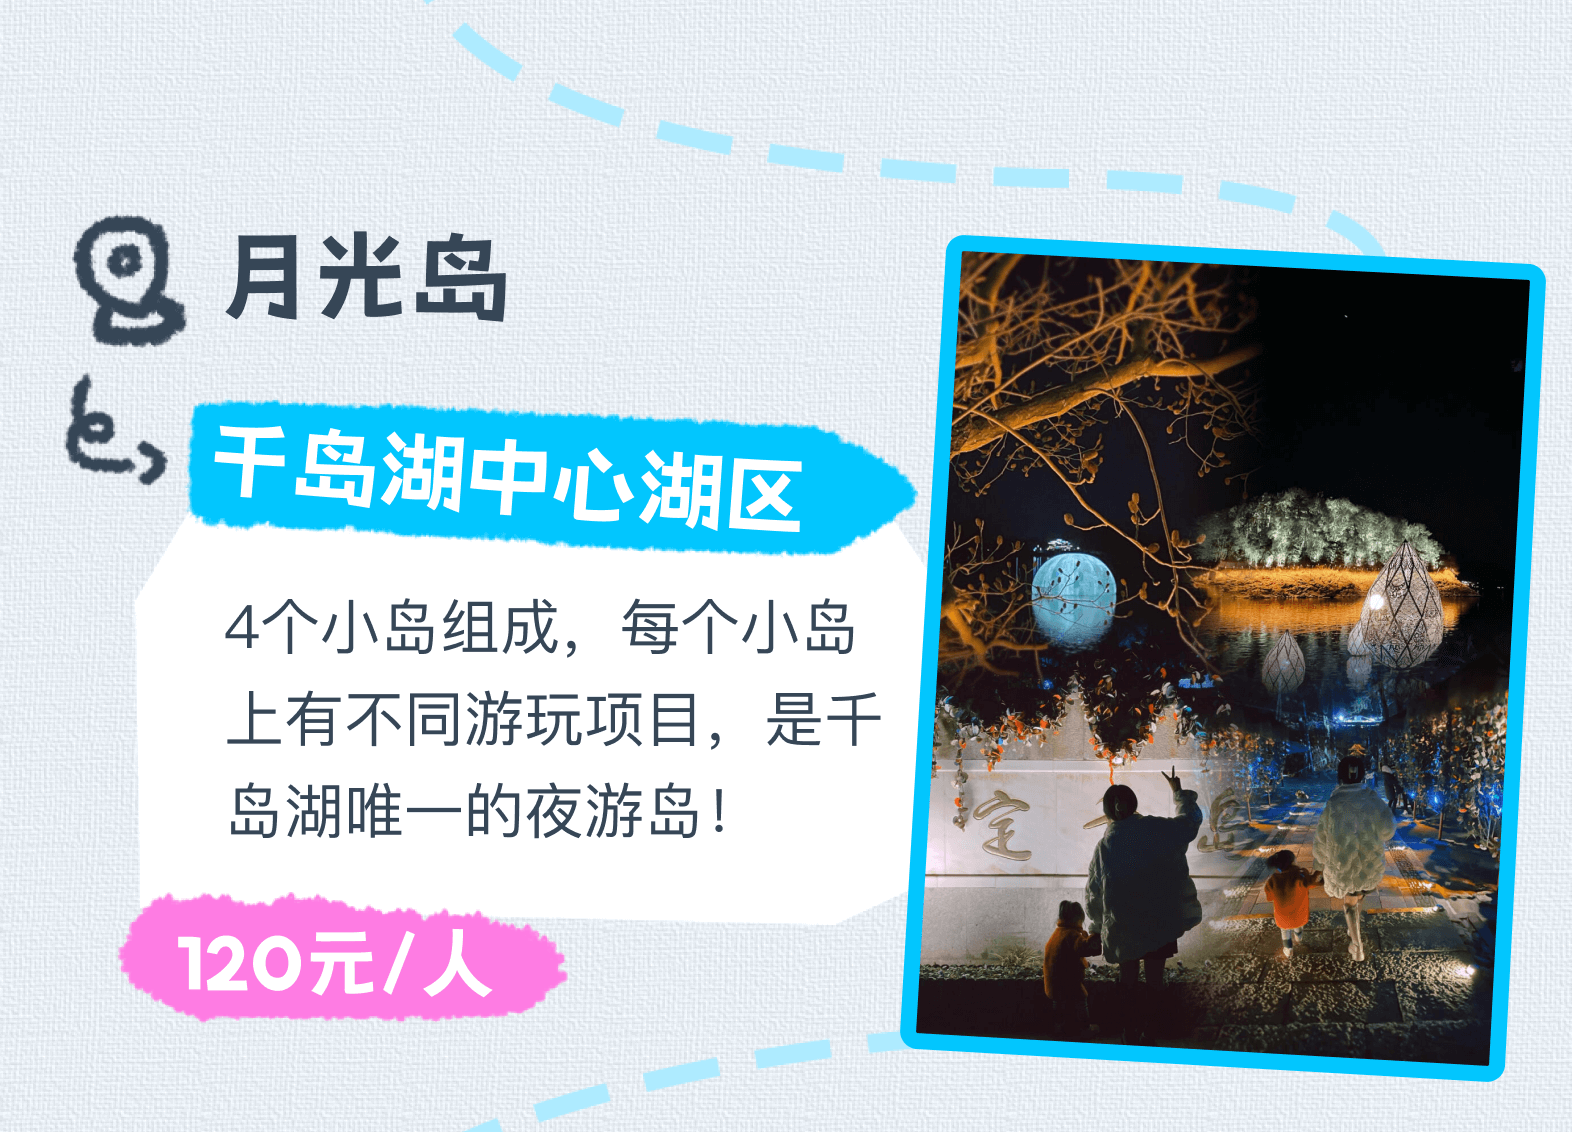 月光岛
千岛湖中心湖区
4个小岛组成，每个小岛
上有不同游玩项目，是千
岛湖唯一的夜游岛！
120元/人
定
岛